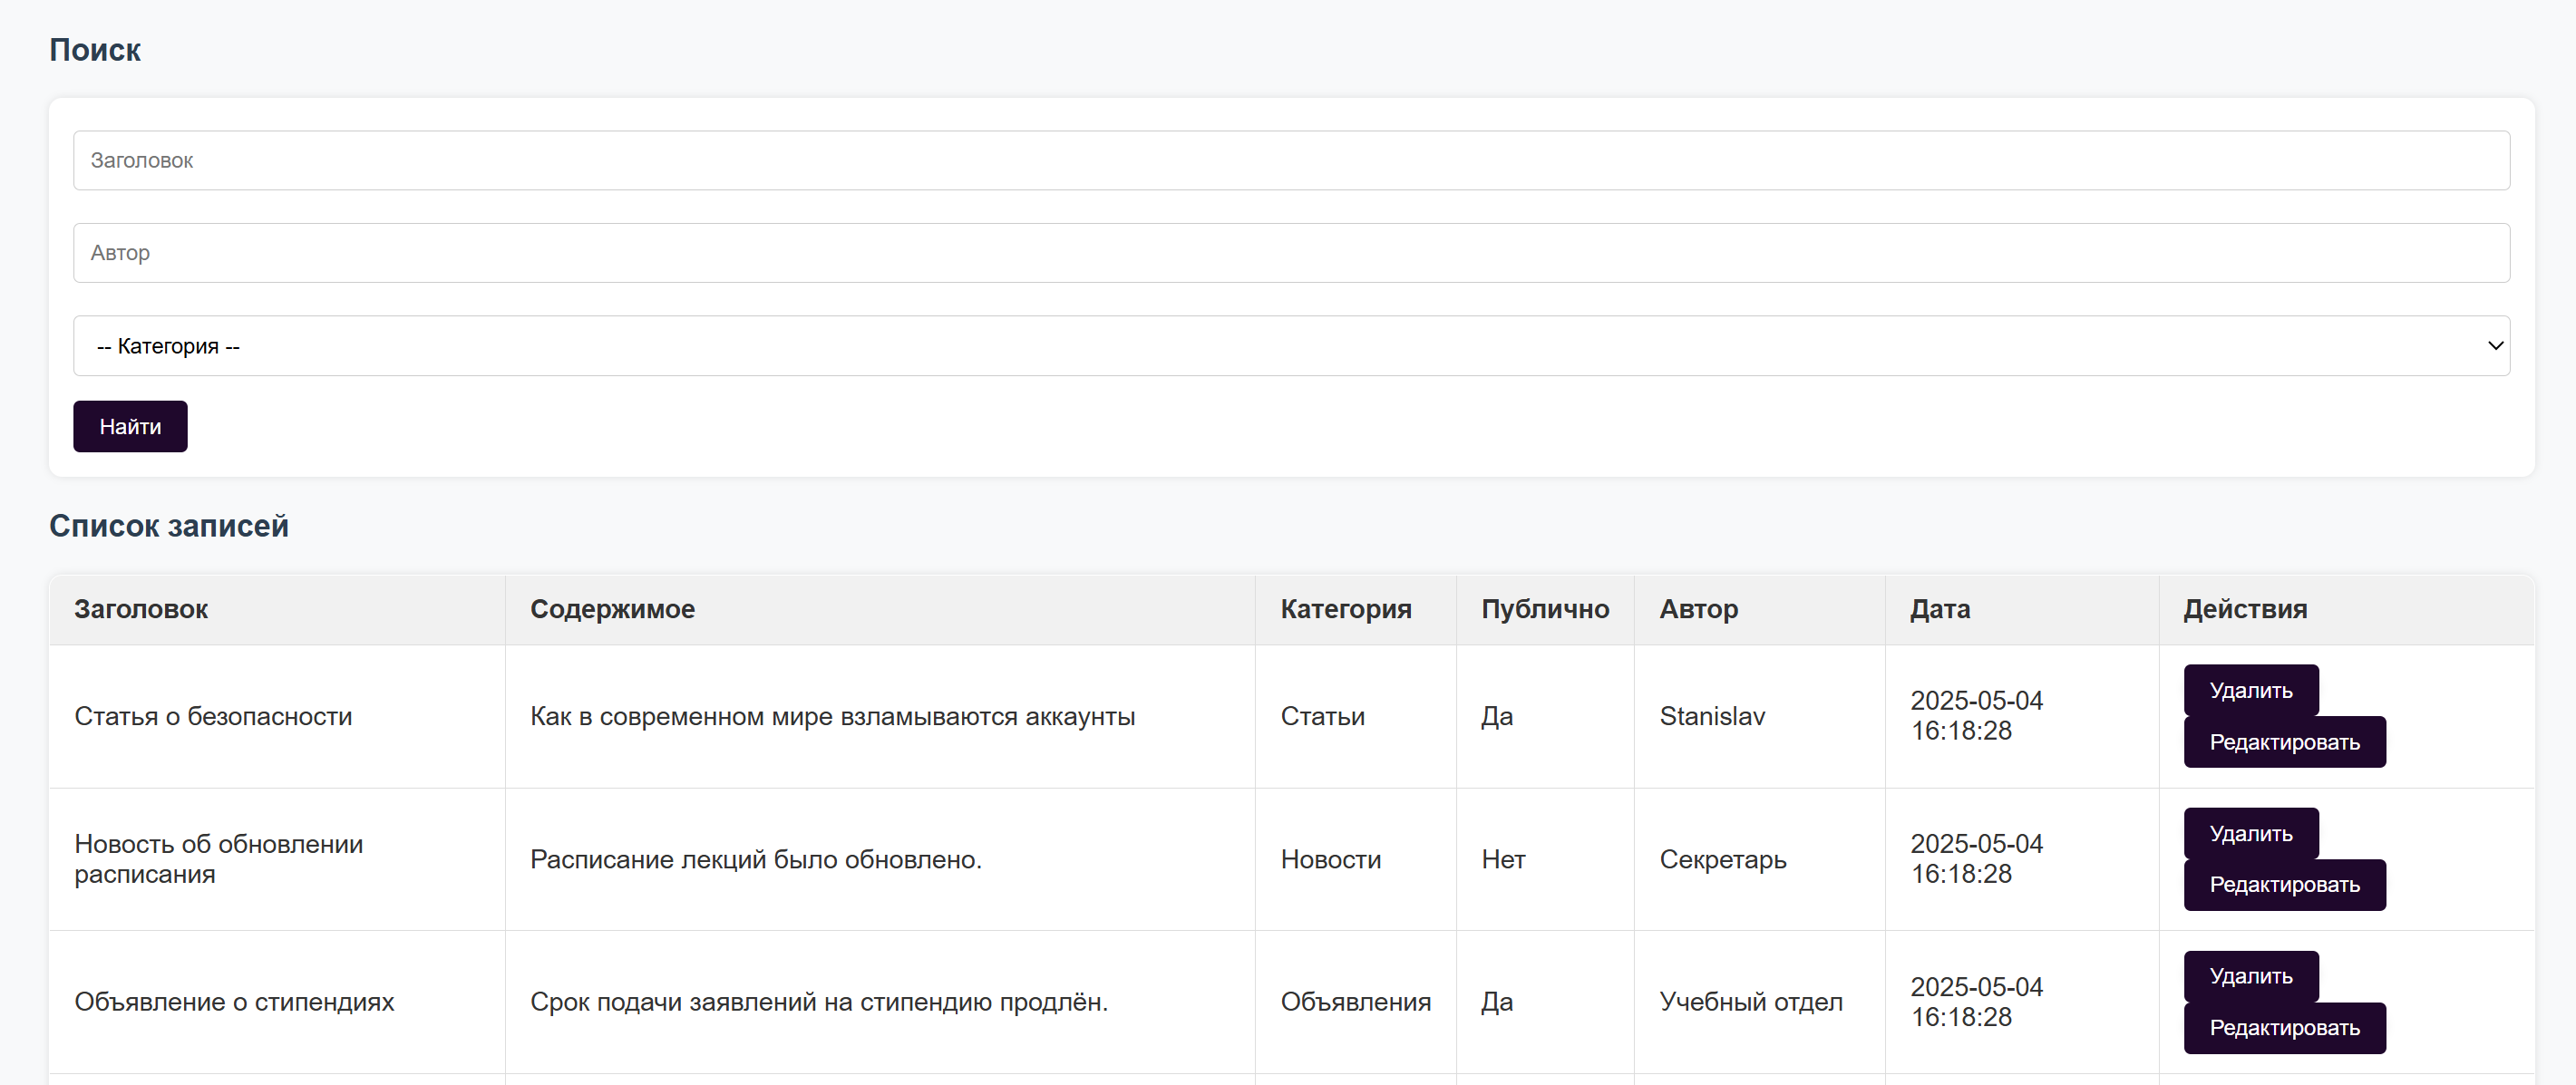 Поиск
Заголовок
Автор
-- Категория --
Найти
Список записей
Заголовок Содержимое Категория Публично Автор Дата Действия
Статья о безопасности Как в современном мире взламываются аккаунты Статьи Да Stanislav 2025-05-04 16:18:28 Удалить Редактировать
Новость об обновлении расписания Расписание лекций было обновлено. Новости Нет Секретарь 2025-05-04 16:18:28 Удалить Редактировать
Объявление о стипендиях Срок подачи заявлений на стипендию продлён. Объявления Да Учебный отдел 2025-05-04 16:18:28 Удалить Редактировать